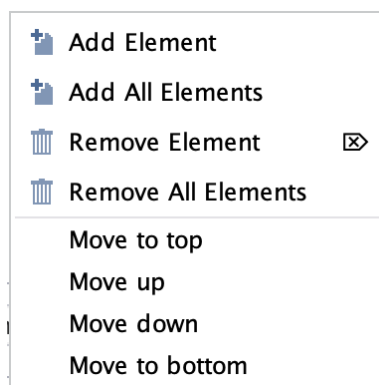 Add Element
Add All Elements
Remove Element ⌦
Remove All Elements
Move to top
Move up
Move down
Move to bottom